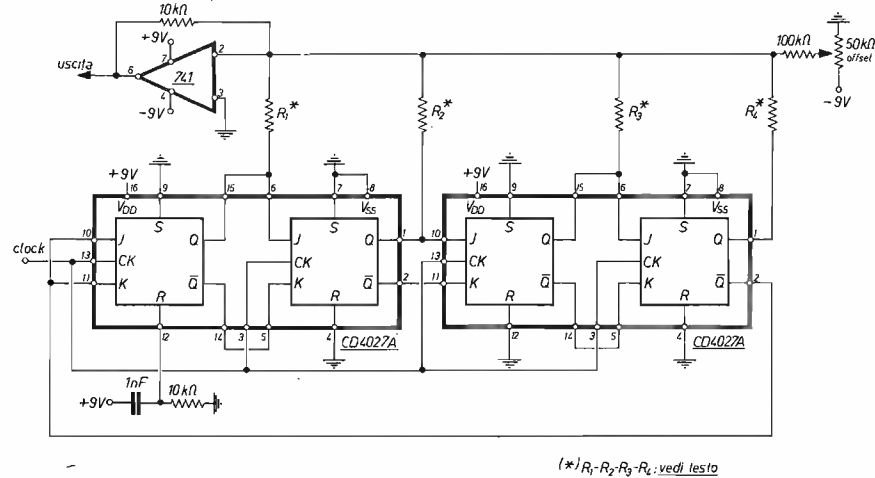 10kΩ
+9V
7
2
uscita
6
741
4
3
-9V
R1*
R2*
R3*
R4*
100kΩ
50kΩ
offset
-9V
+9V
16
9
15
6
7
8
+9V
16
9
15
6
7
8
VDD
S
S
VSS
VDD
S
S
VSS
10
J
Q
J
Q
1
10
J
Q
J
Q
1
clock
13
CK
CK
13
CK
CK
11
K
Q̅
K
Q̅
2
11
K
Q̅
K
Q̅
2
R
R
R
R
12
14
3
5
4
CD4027A
12
14
3
5
4
CD4027A
1nF
10kΩ
+9V
(*) R1-R2-R3-R4: vedi testo